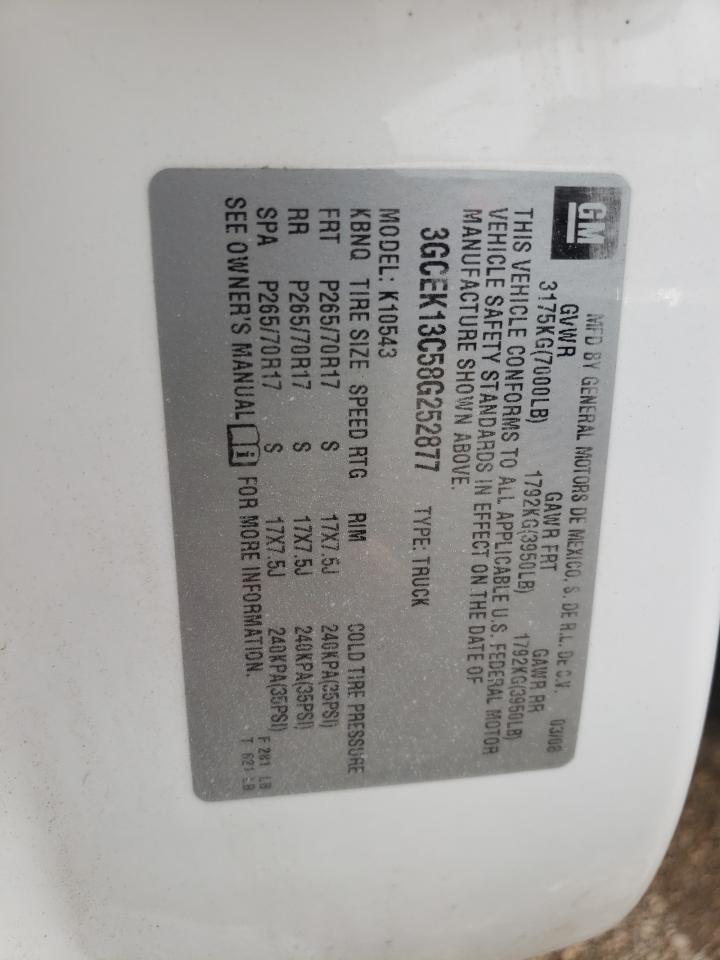 GM
MFD BY GENERAL MOTORS DE MEXICO, S. DE R.L. DE C.V. 03/08
GVWR GAWR FRT GAWR RR
3175KG(7000LB) 1792KG(3950LB) 1792KG(3950LB)
THIS VEHICLE CONFORMS TO ALL APPLICABLE U.S. FEDERAL MOTOR
VEHICLE SAFETY STANDARDS IN EFFECT ON THE DATE OF
MANUFACTURE SHOWN ABOVE.
3GCEK13C58G252877 TYPE: TRUCK
MODEL: K10543
KBNQ TIRE SIZE SPEED RTG RIM COLD TIRE PRESSURE
FRT P265/70R17 S 17X7.5J 240KPA(35PSI)
RR P265/70R17 S 17X7.5J 240KPA(35PSI)
SPA P265/70R17 S 17X7.5J 240KPA(35PSI)
SEE OWNER'S MANUAL i FOR MORE INFORMATION.
F 281 LB
T 621 LB